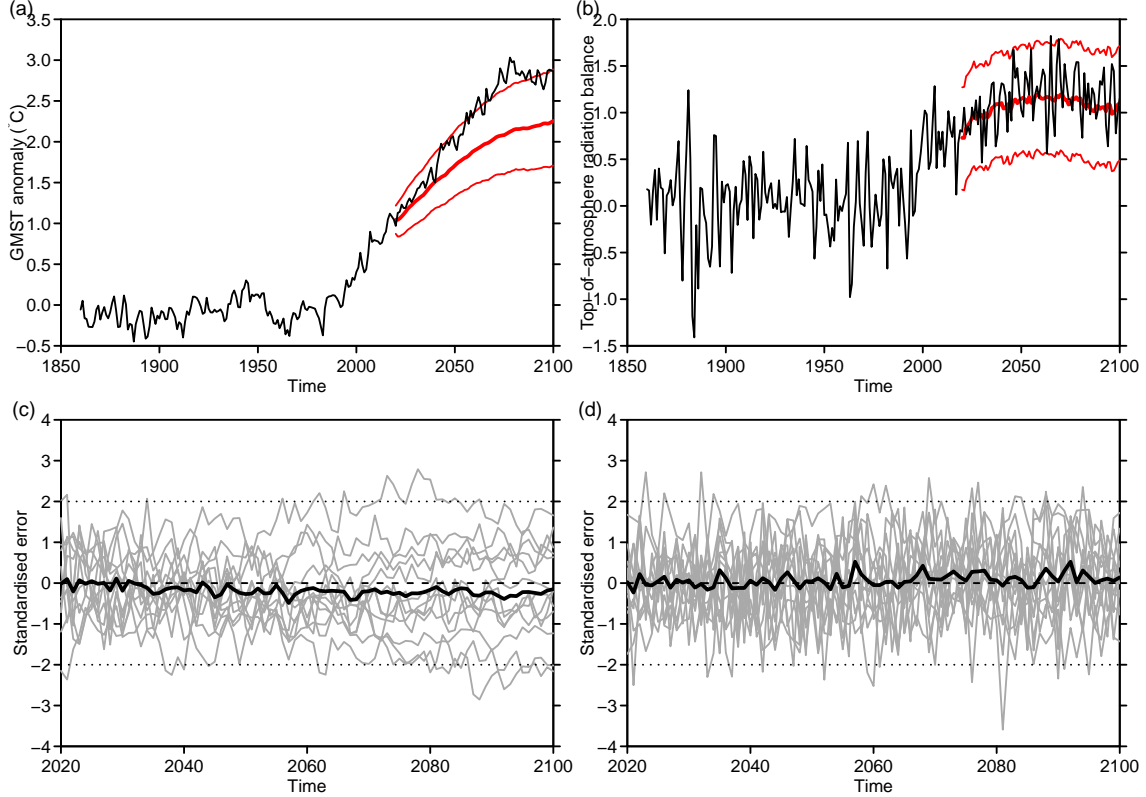 (a)
GMST anomaly (°C)
3.5
3.0
2.5
2.0
1.5
1.0
0.5
0.0
−0.5
1850 1900 1950 2000 2050 2100
Time
(b)
Top−of−atmosphere radiation balance
2.0
1.5
1.0
0.5
0.0
−1.0
−1.5
1850 1900 1950 2000 2050 2100
Time
(c)
Standardised error
4
3
2
1
0
−1
−2
−3
−4
2020 2040 2060 2080 2100
Time
(d)
Standardised error
4
3
2
1
0
−1
−2
−3
−4
2020 2040 2060 2080 2100
Time